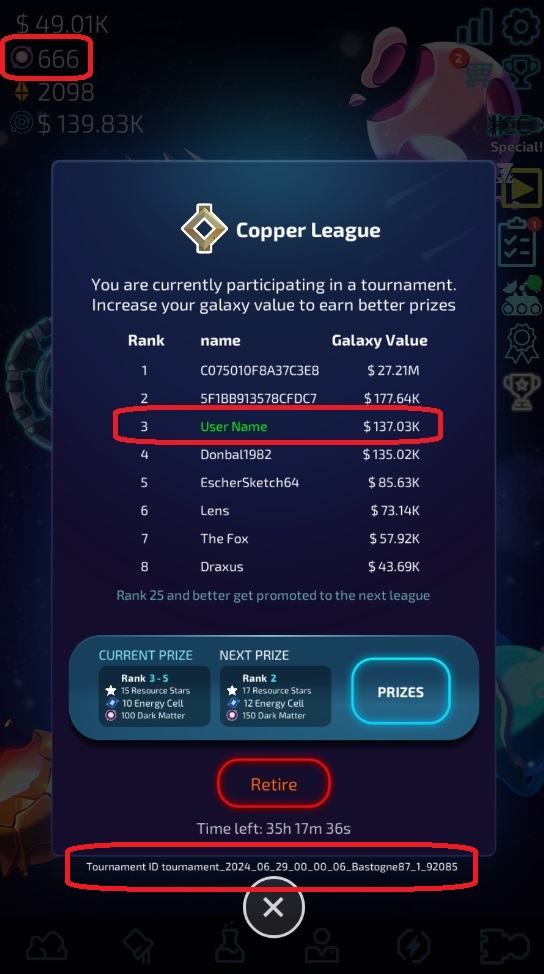 $ 49.01K
666
2098
$ 139.83K
2
Special!
1
Copper League
You are currently participating in a tournament.
Increase your galaxy value to earn better prizes
Rank name Galaxy Value
1 C075010F8A37C3E8 $ 27.21M
2 5F1BB913578CFDC7 $ 177.64K
3 User Name $ 137.03K
4 Donbal1982 $ 135.02K
5 EscherSketch64 $ 85.63K
6 Lens $ 73.14K
7 The Fox $ 57.92K
8 Draxus $ 43.69K
Rank 25 and better get promoted to the next league
CURRENT PRIZE NEXT PRIZE
Rank 3 - 5 Rank 2
15 Resource Stars 17 Resource Stars
10 Energy Cell 12 Energy Cell
100 Dark Matter 150 Dark Matter
PRIZES
Retire
Time left: 35h 17m 36s
Tournament ID tournament_2024_06_29_00_00_06_Bastogne87_1_92085